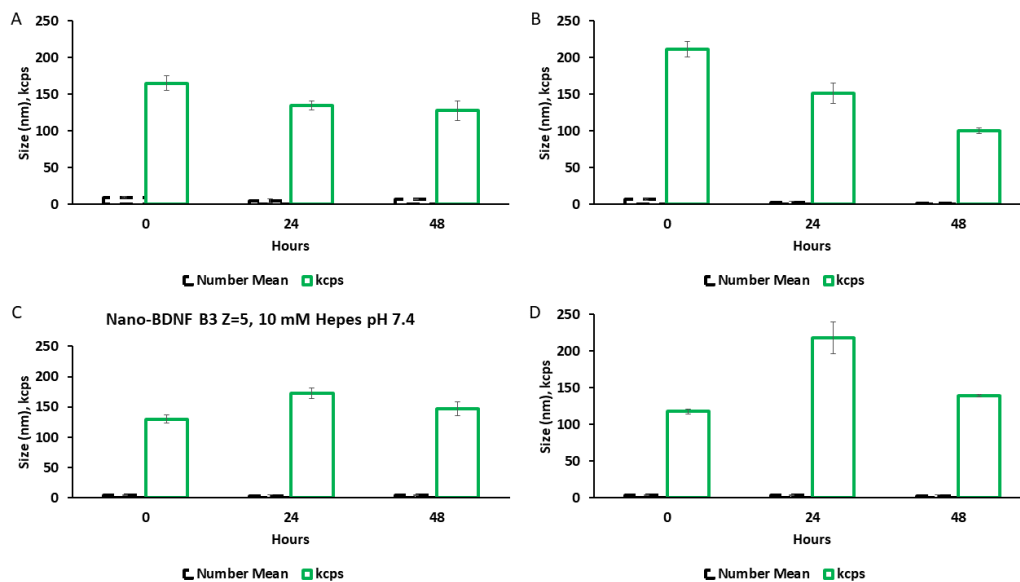 A
250
200
150
100
50
0
Size (nm), kcps
0 24 48
Hours
Number Mean kcps
B
250
200
150
100
50
0
Size (nm), kcps
0 24 48
Hours
Number Mean kcps
C
Nano-BDNF B3 Z=5, 10 mM Hepes pH 7.4
250
200
150
100
50
0
Size (nm), kcps
0 24 48
Hours
Number Mean kcps
D
250
200
150
100
50
0
Size (nm), kcps
0 24 48
Hours
Number Mean kcps